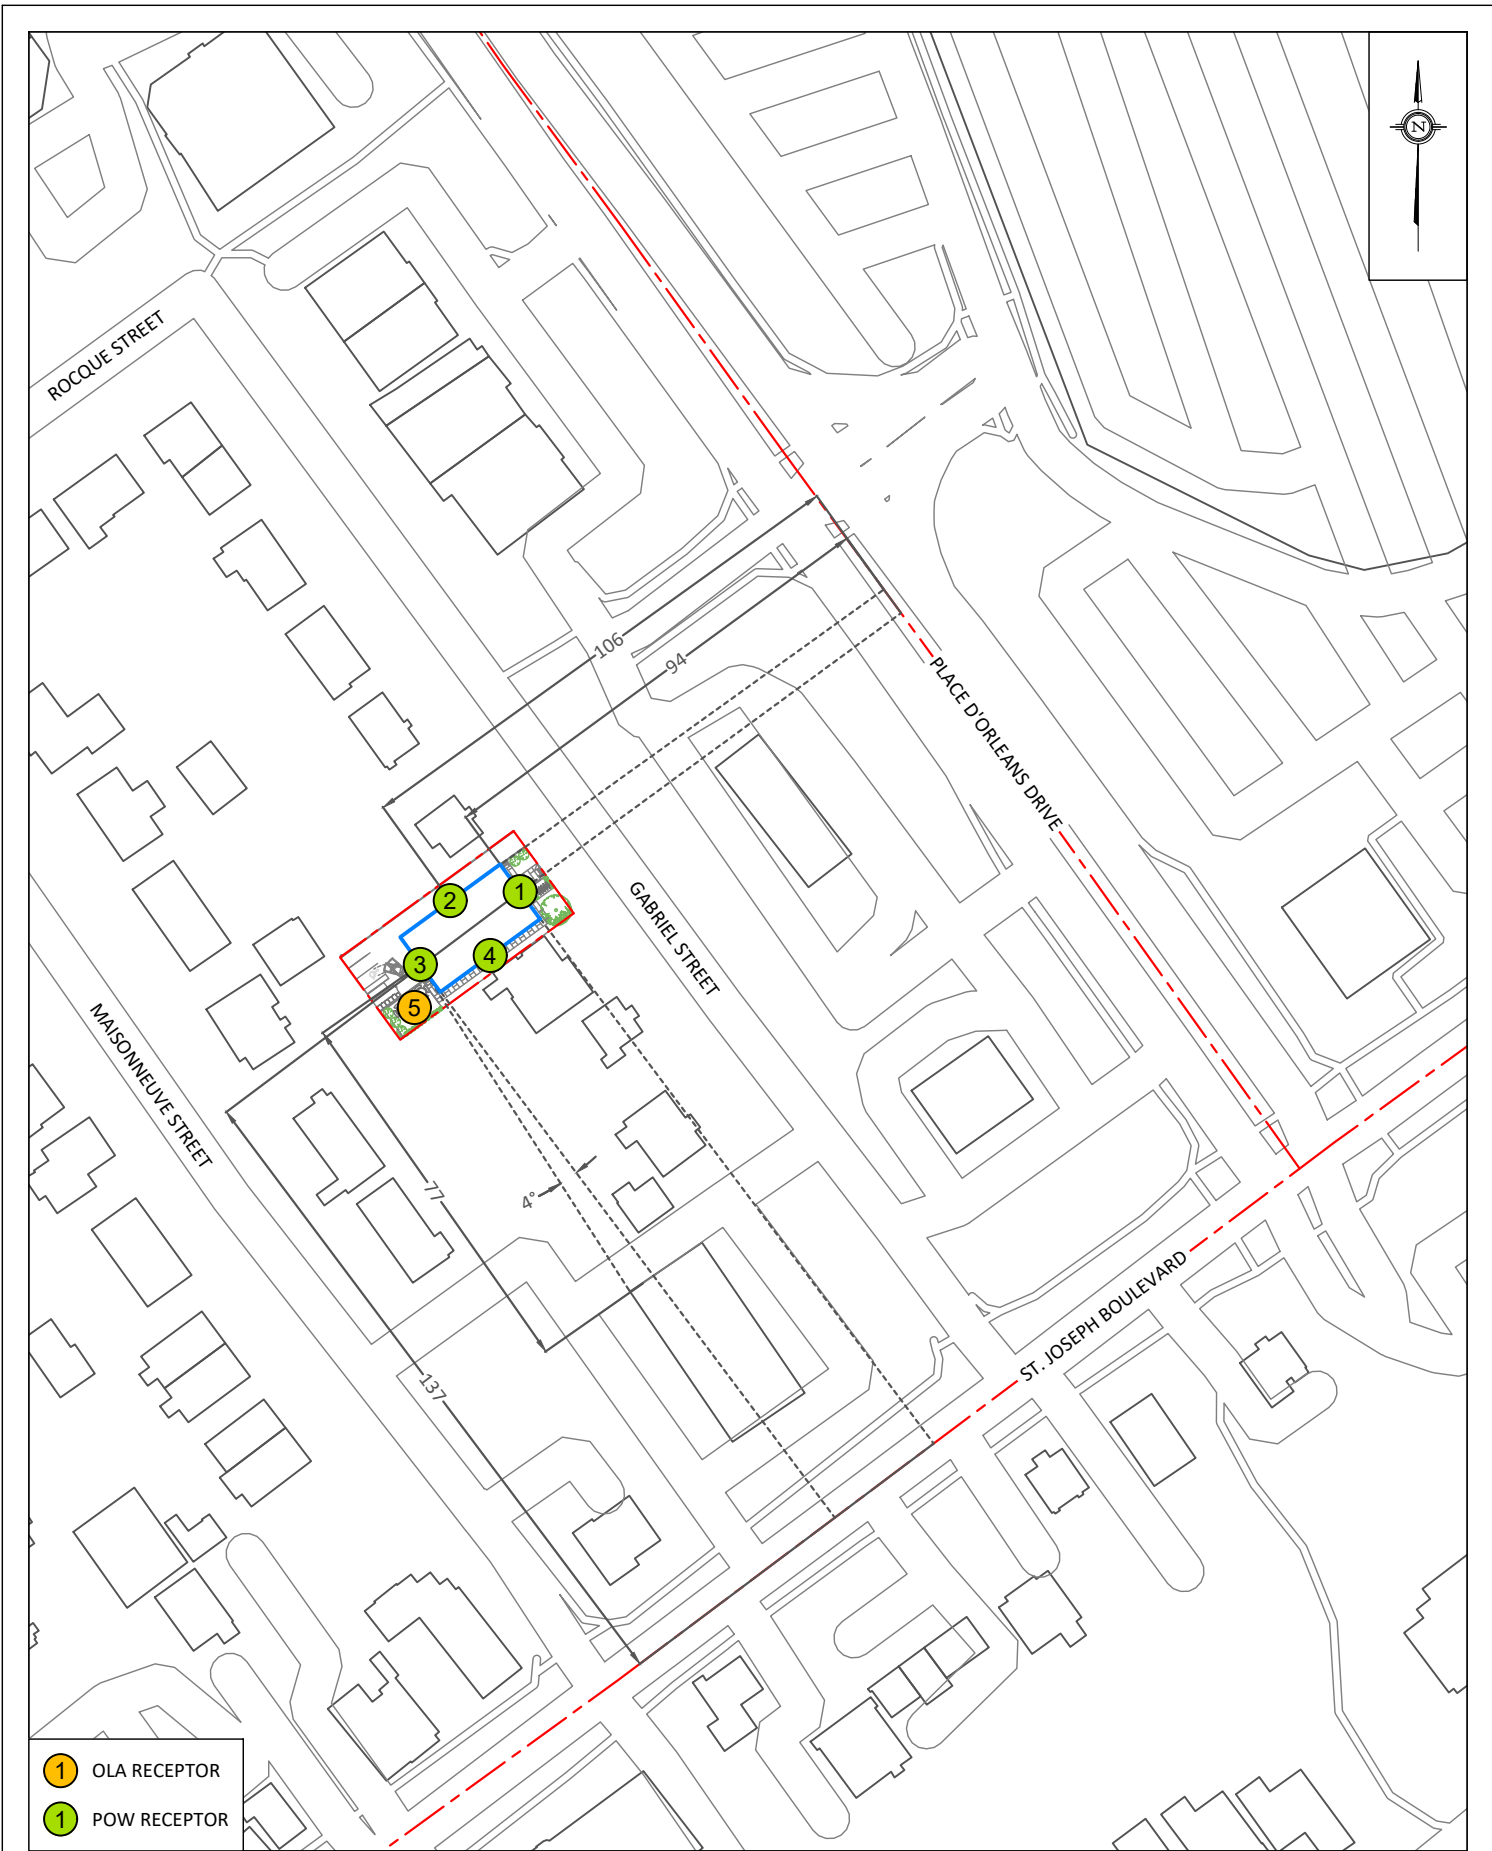 N
ROCQUE STREET
106
94
PLACE D'ORLEANS DRIVE
2
1
GABRIEL STREET
4
3
5
MAISONNEUVE STREET
77
4°
ST. JOSEPH BOULEVARD
137
1 OLA RECEPTOR
1 POW RECEPTOR